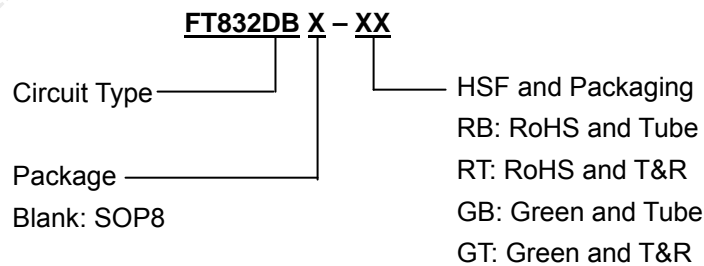 FT832DB X – XX
Circuit Type
Package
Blank: SOP8
HSF and Packaging
RB: RoHS and Tube
RT: RoHS and T&R
GB: Green and Tube
GT: Green and T&R